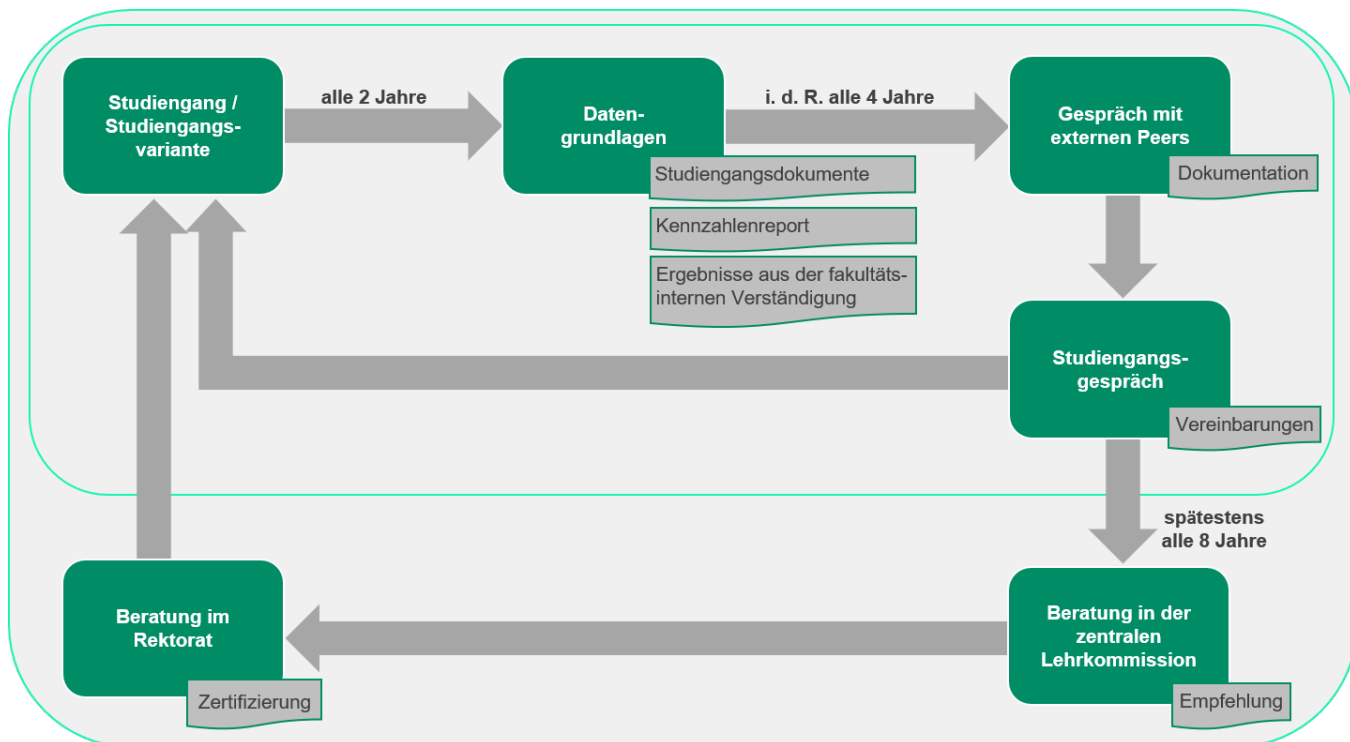 Studiengang /
Studiengangs-
variante
alle 2 Jahre
Daten-
grundlagen
i. d. R. alle 4 Jahre
Gespräch mit
externen Peers
Studiengangsdokumente
Dokumentation
Kennzahlenreport
Ergebnisse aus der fakultäts-
internen Verständigung
Studiengangs-
gespräch
Vereinbarungen
spätestens
alle 8 Jahre
Beratung im
Rektorat
Beratung in der
zentralen
Lehrkommission
Zertifizierung
Empfehlung